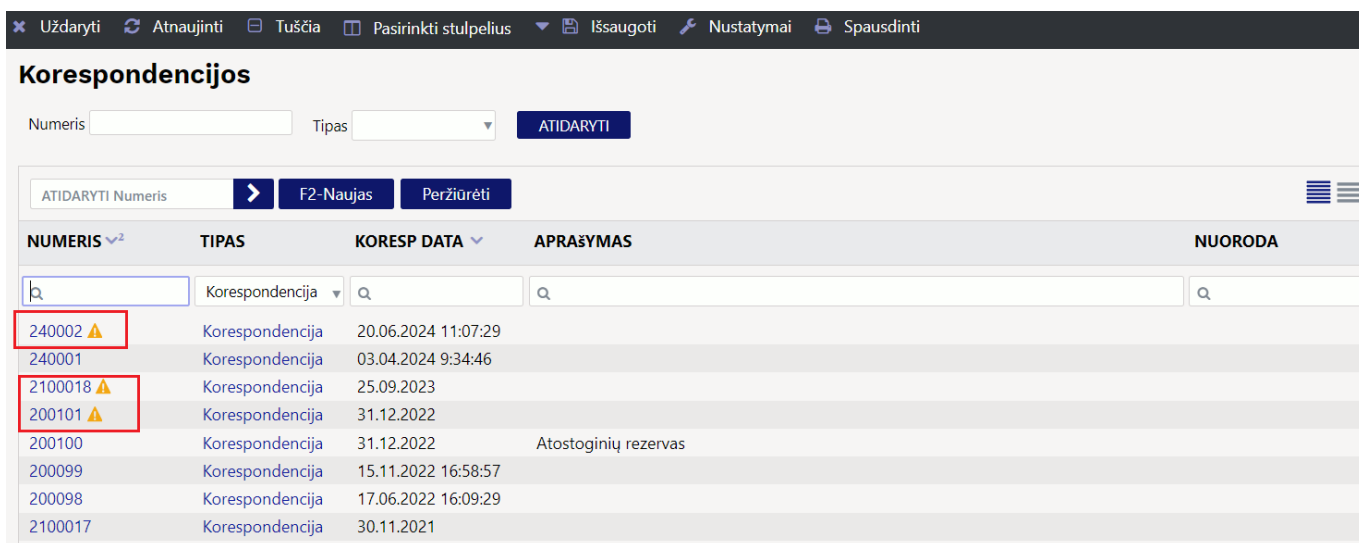 Uždaryti Atnaujinti Tuščia Pasirinkti stulpelius Išsaugoti Nustatymai Spausdinti
Korespondencijos
Numeris Tipas ATIDARYTI
ATIDARYTI Numeris F2-Naujas Peržiūrėti
NUMERIS 2 TIPAS KORESP DATA APRAšYMAS NUORODA
Korespondencija
240002 Korespondencija 20.06.2024 11:07:29
240001 Korespondencija 03.04.2024 9:34:46
2100018 Korespondencija 25.09.2023
200101 Korespondencija 31.12.2022
200100 Korespondencija 31.12.2022 Atostoginių rezervas
200099 Korespondencija 15.11.2022 16:58:57
200098 Korespondencija 17.06.2022 16:09:29
2100017 Korespondencija 30.11.2021